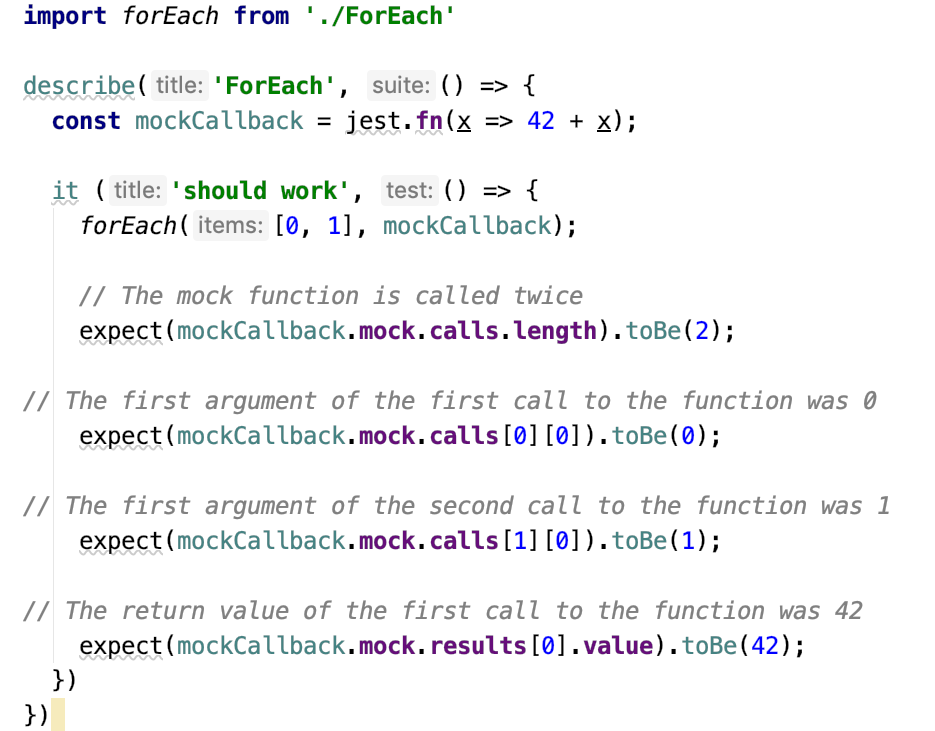 import forEach from './ForEach'
describe( title: 'ForEach', suite: () => {
const mockCallback = jest.fn(x => 42 + x);
it ( title: 'should work', test: () => {
forEach( items: [0, 1], mockCallback);
// The mock function is called twice
expect(mockCallback.mock.calls.length).toBe(2);
// The first argument of the first call to the function was 0
expect(mockCallback.mock.calls[0][0]).toBe(0);
// The first argument of the second call to the function was 1
expect(mockCallback.mock.calls[1][0]).toBe(1);
// The return value of the first call to the function was 42
expect(mockCallback.mock.results[0].value).toBe(42);
})
})